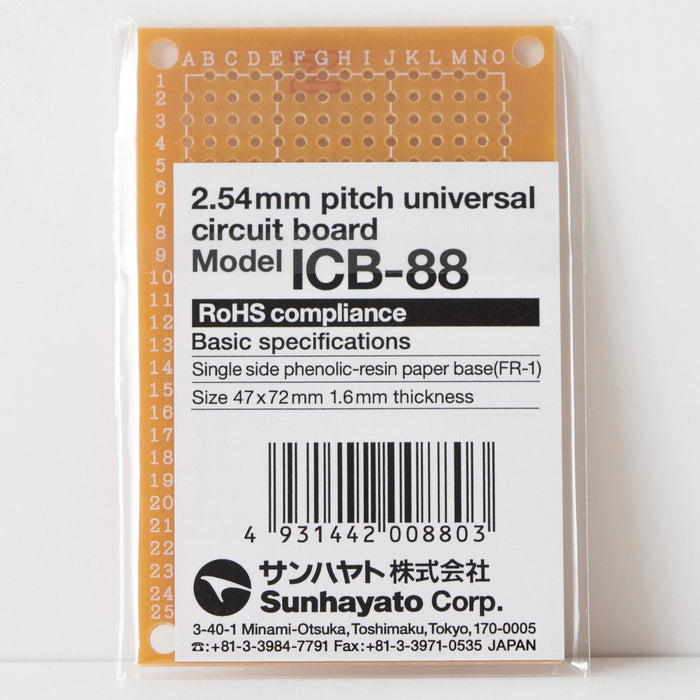 A B C D E F G H I J K L M N O
1
2
3
4
5
6
7
8
9
10
11
12
13
14
15
16
17
18
19
20
21
22
23
24
25
2.54mm pitch universal
circuit board
Model ICB-88
RoHS compliance
Basic specifications
Single side phenolic-resin paper base(FR-1)
Size 47x72mm 1.6mm thickness
4 931442 008803
サンハヤト株式会社
Sunhayato Corp.
3-40-1 Minami-Otsuka,Toshimaku,Tokyo,170-0005
☎:+81-3-3984-7791 Fax:+81-3-3971-0535 JAPAN